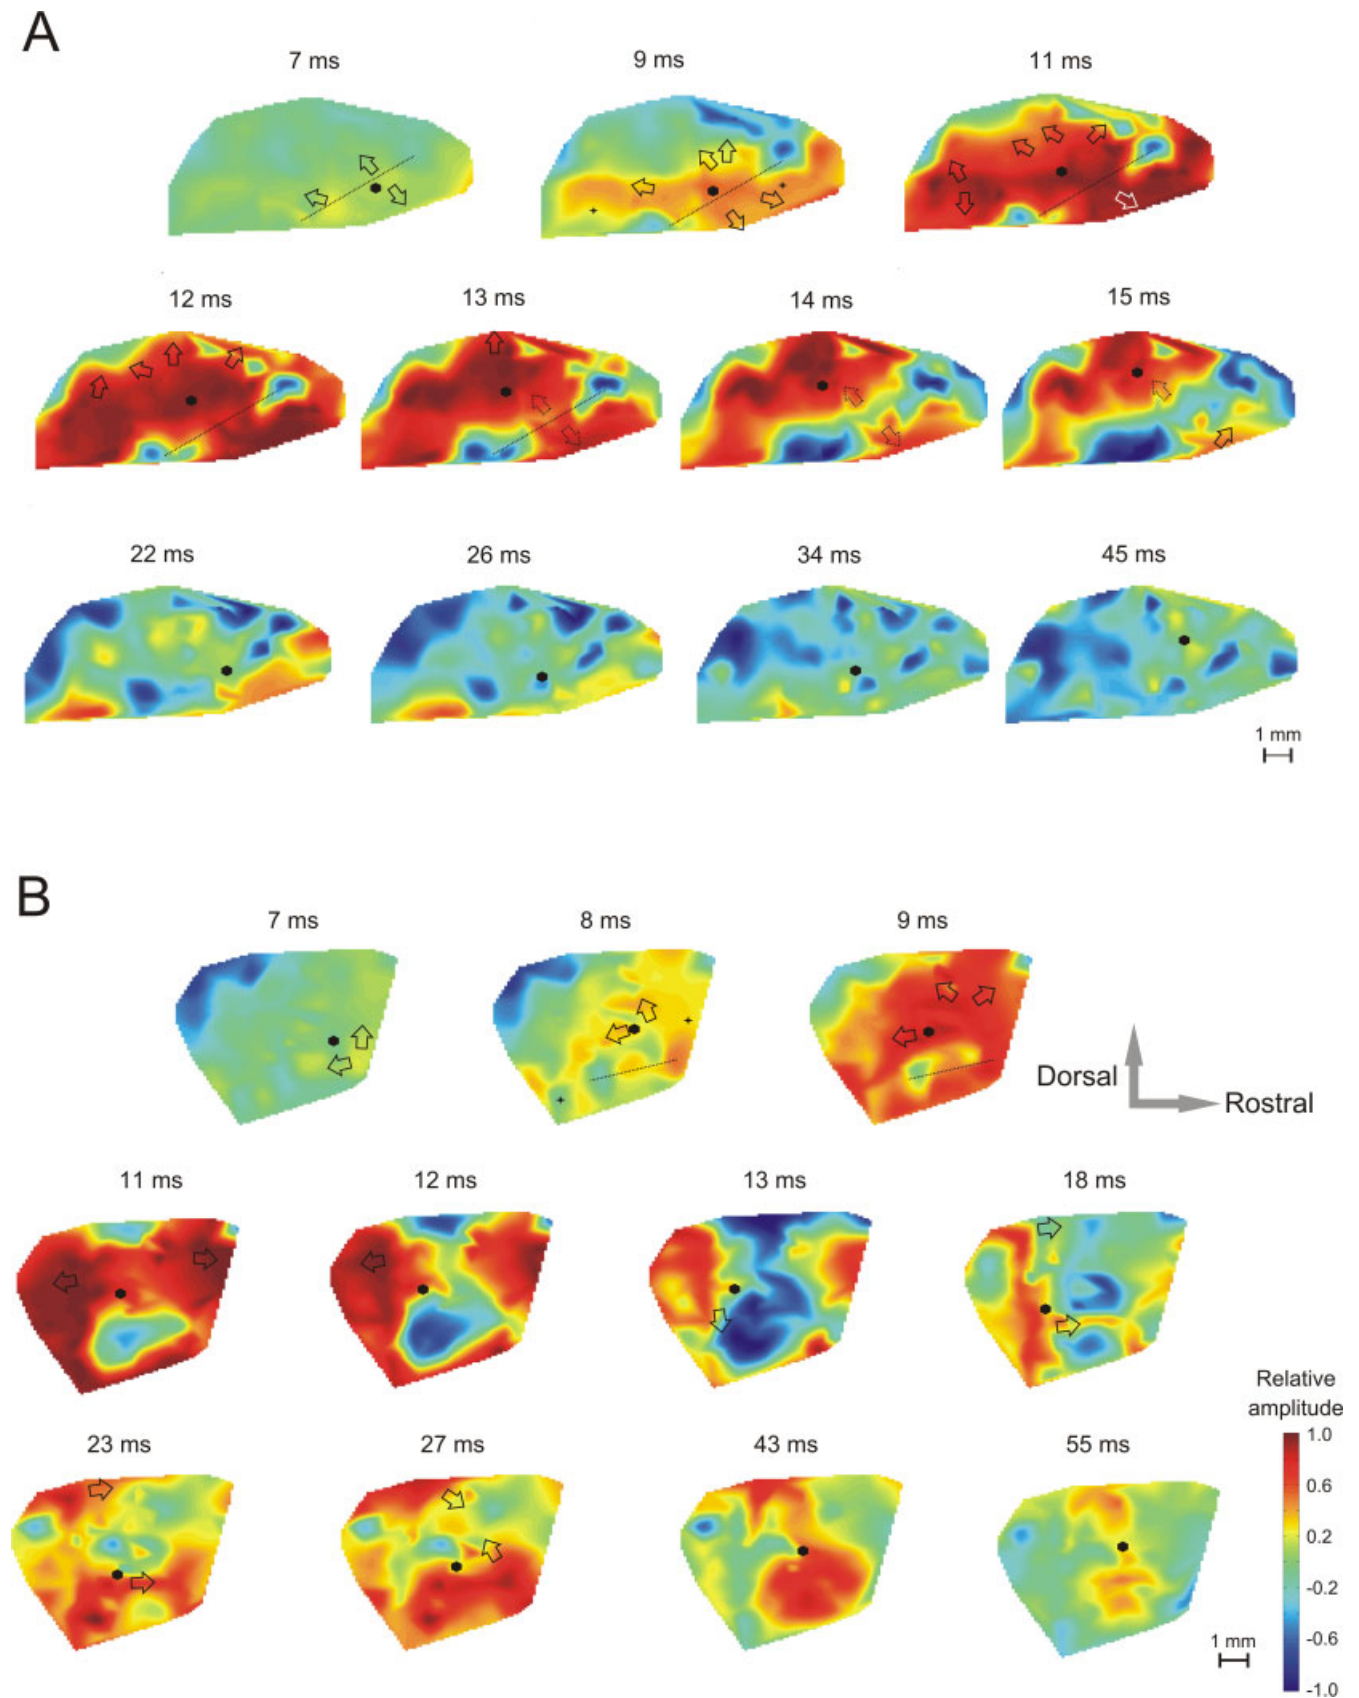 A
7 ms
9 ms
11 ms
12 ms
13 ms
14 ms
15 ms
22 ms
26 ms
34 ms
45 ms
1 mm
B
7 ms
8 ms
9 ms
Dorsal
Rostral
11 ms
12 ms
13 ms
18 ms
Relative
amplitude
23 ms
27 ms
43 ms
55 ms
1.0
0.6
0.2
-0.2
-0.6
-1.0
1 mm